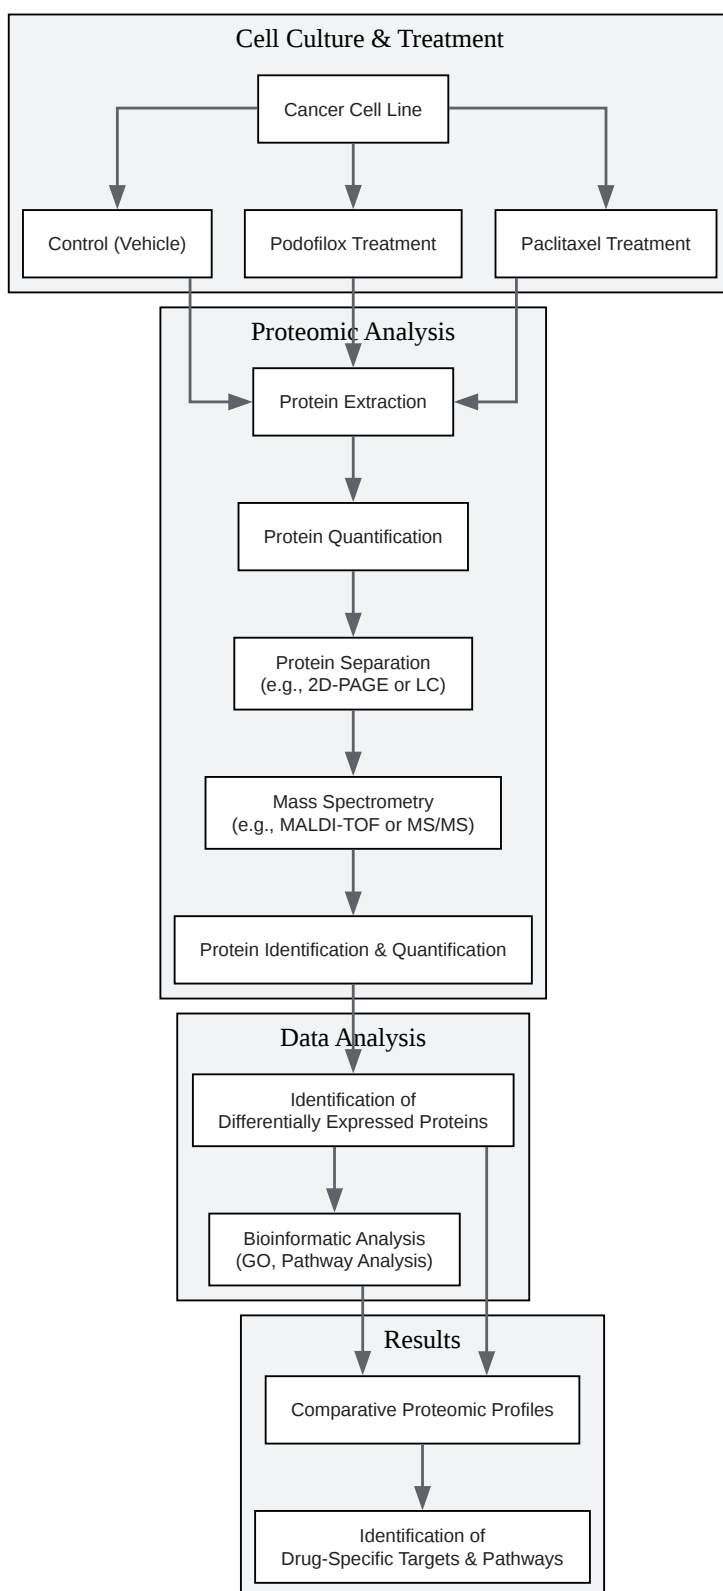 Cell Culture & Treatment
Cancer Cell Line
Control (Vehicle)
Podofilox Treatment
Paclitaxel Treatment
Proteomic Analysis
Protein Extraction
Protein Quantification
Protein Separation
(e.g., 2D-PAGE or LC)
Mass Spectrometry
(e.g., MALDI-TOF or MS/MS)
Protein Identification & Quantification
Data Analysis
Identification of
Differentially Expressed Proteins
Bioinformatic Analysis
(GO, Pathway Analysis)
Results
Comparative Proteomic Profiles
Identification of
Drug-Specific Targets & Pathways